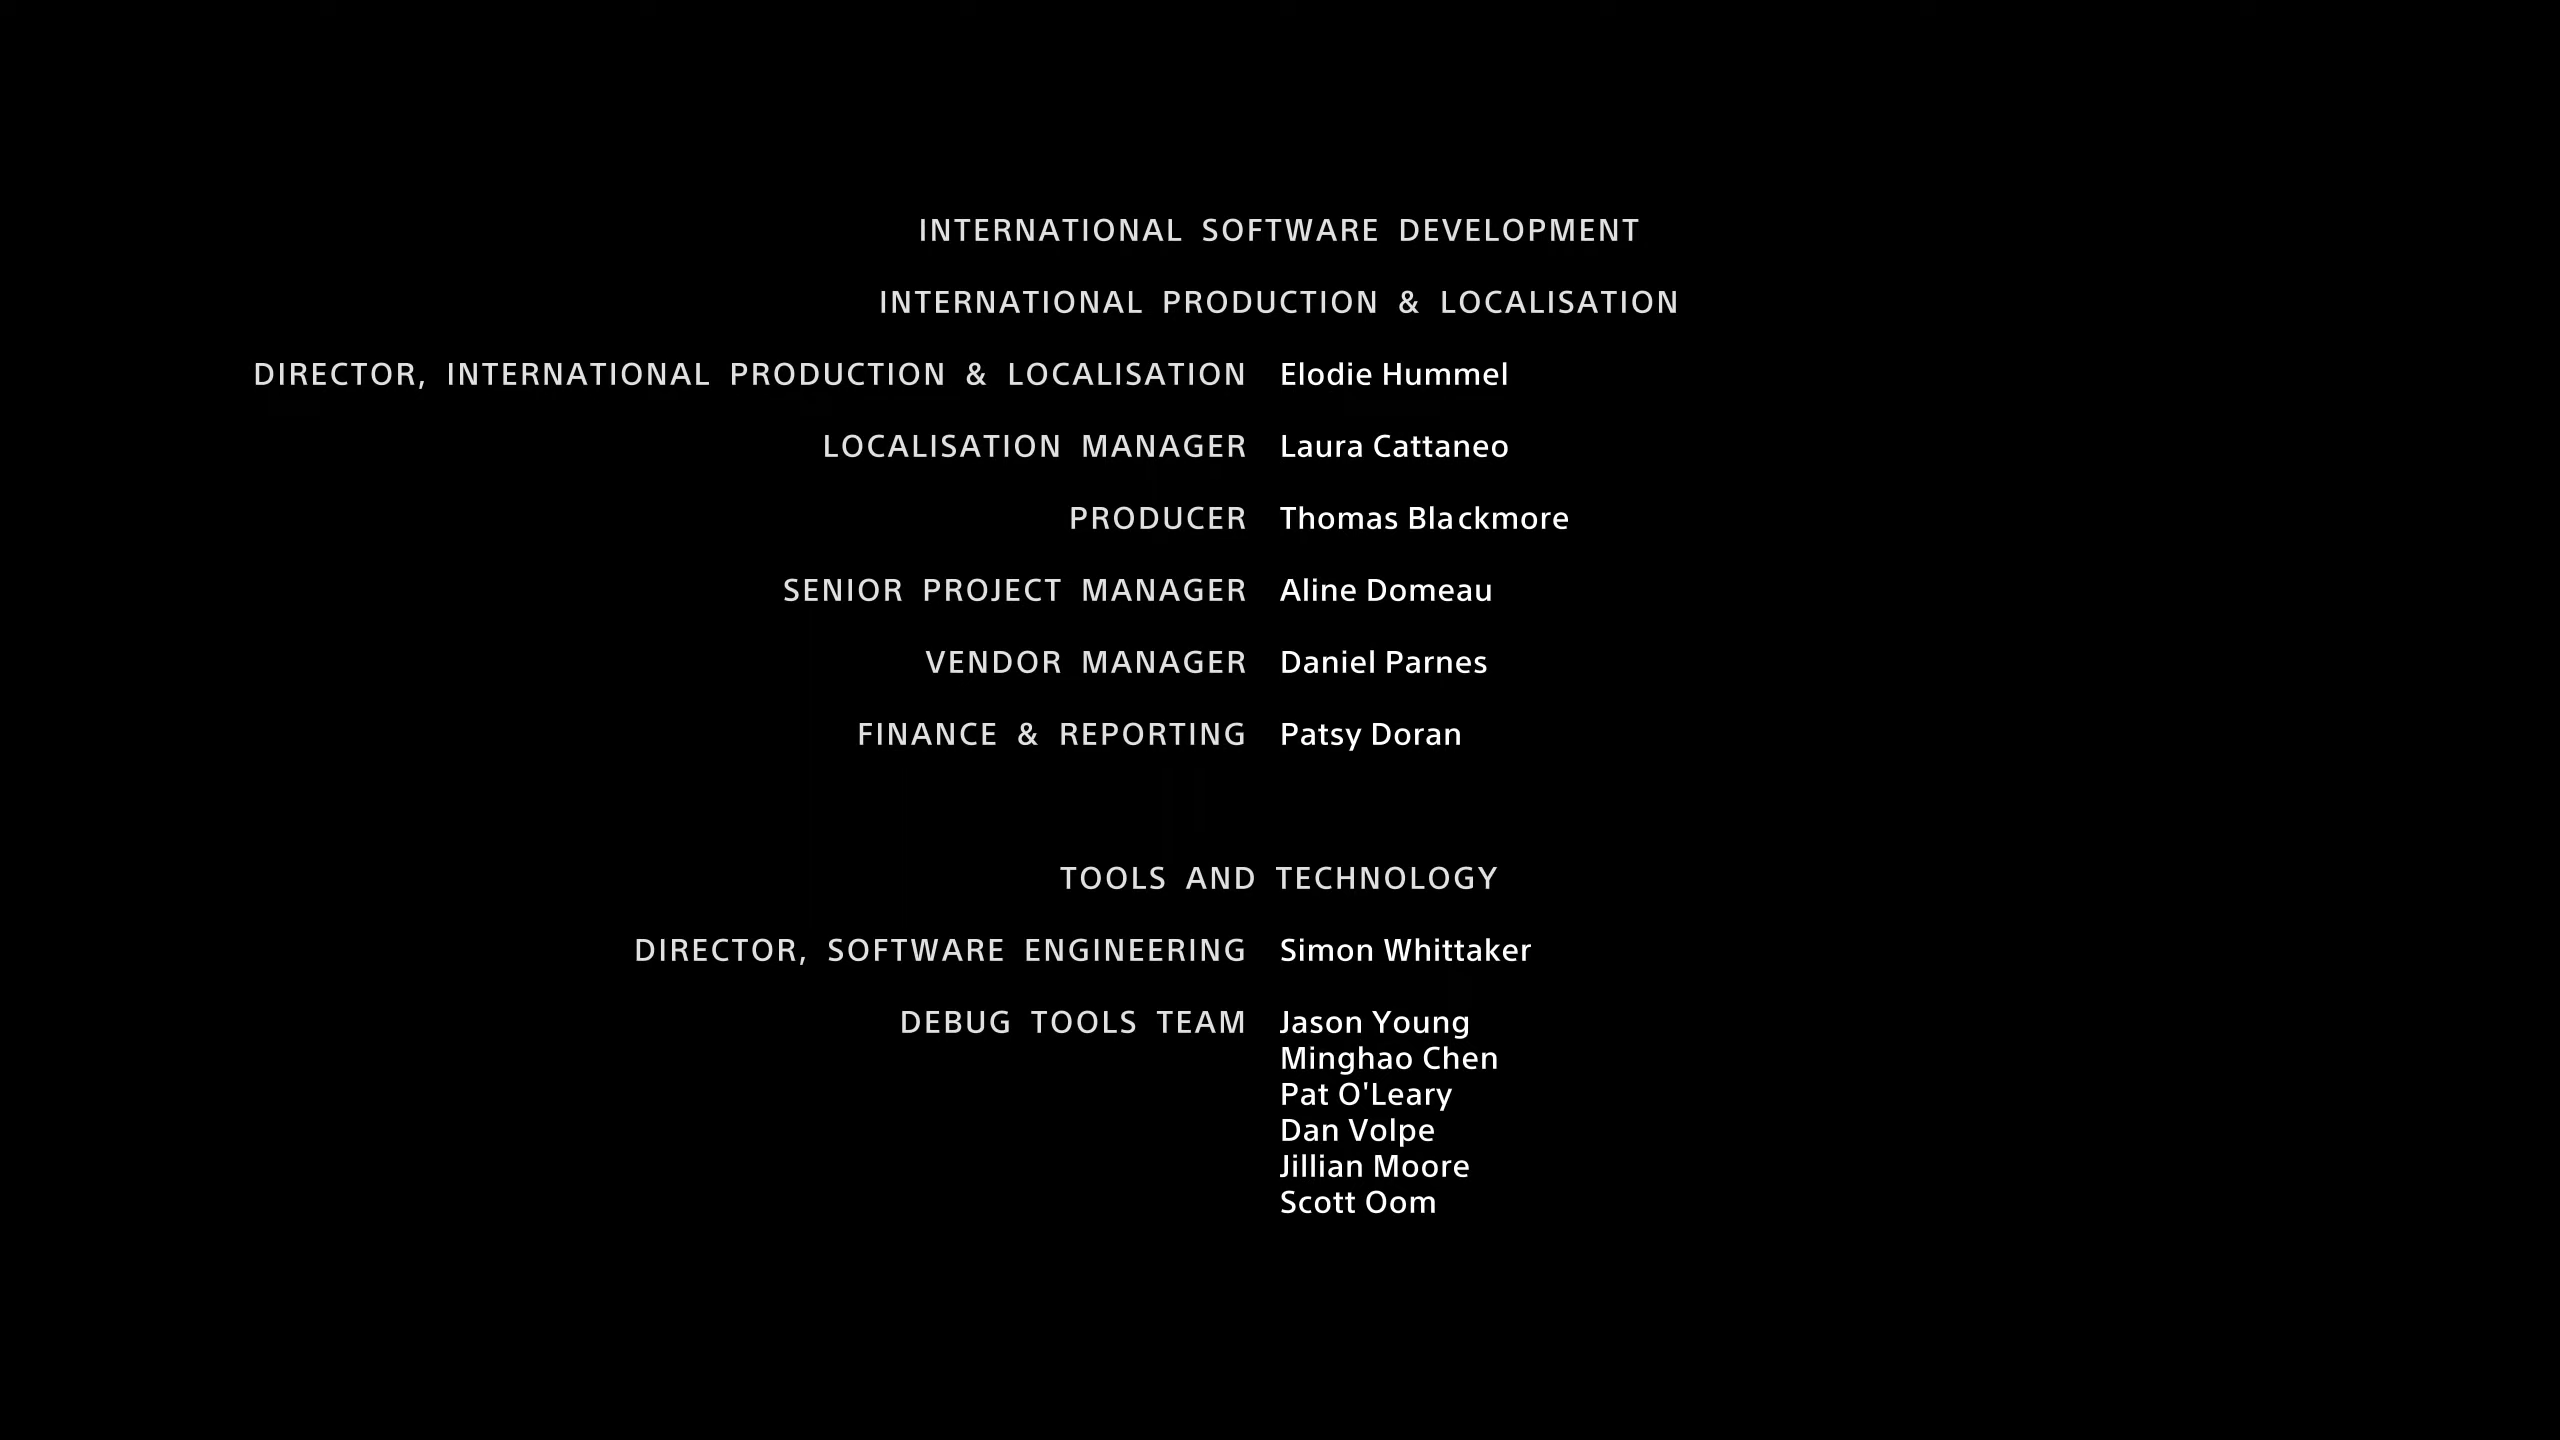 INTERNATIONAL SOFTWARE DEVELOPMENT
INTERNATIONAL PRODUCTION & LOCALISATION
DIRECTOR, INTERNATIONAL PRODUCTION & LOCALISATION Elodie Hummel
LOCALISATION MANAGER Laura Cattaneo
PRODUCER Thomas Blackmore
SENIOR PROJECT MANAGER Aline Domeau
VENDOR MANAGER Daniel Parnes
FINANCE & REPORTING Patsy Doran
TOOLS AND TECHNOLOGY
DIRECTOR, SOFTWARE ENGINEERING Simon Whittaker
DEBUG TOOLS TEAM Jason Young
Minghao Chen
Pat O'Leary
Dan Volpe
Jillian Moore
Scott Oom